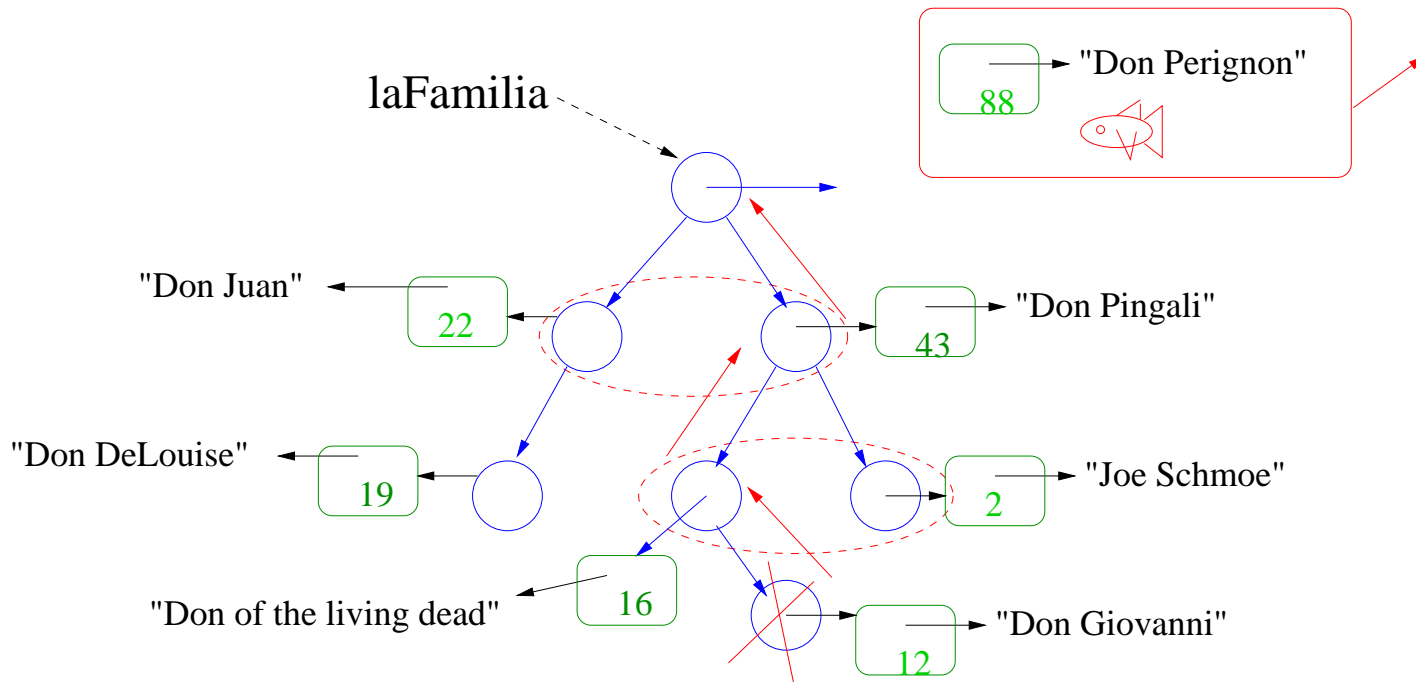 "Don Perignon"
88
laFamilia
"Don Juan"
22
"Don Pingali"
43
"Don DeLouise"
19
"Joe Schmoe"
2
"Don of the living dead"
16
"Don Giovanni"
12